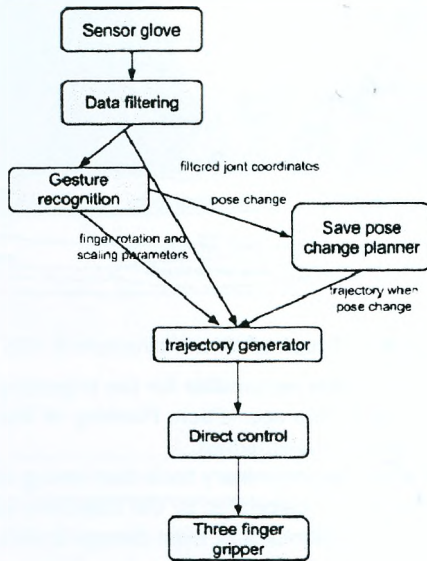 Sensor glove
Data filtering
filtered joint coordinates
Gesture
recognition
pose change
Save pose
change planner
finger rotation and
scaling parameters
trajectory when
pose change
trajectory generator
Direct control
Three finger
gripper